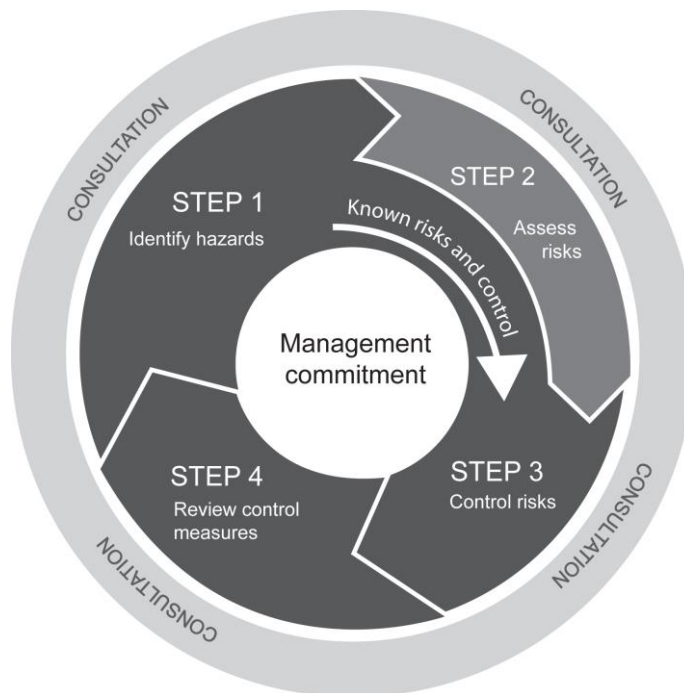 CONSULTATION
CONSULTATION
STEP 1
Identify hazards
STEP 2
Assess
risks
Known risks and control
Management
commitment
STEP 3
Control risks
STEP 4
Review control
measures
CONSULTATION
CONSULTATION